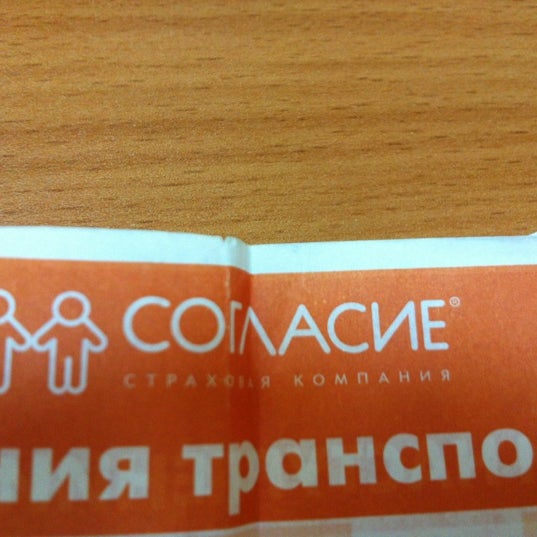 СОГЛАСИЕ®
СТРАХОВАЯ КОМПАНИЯ
ния транспо